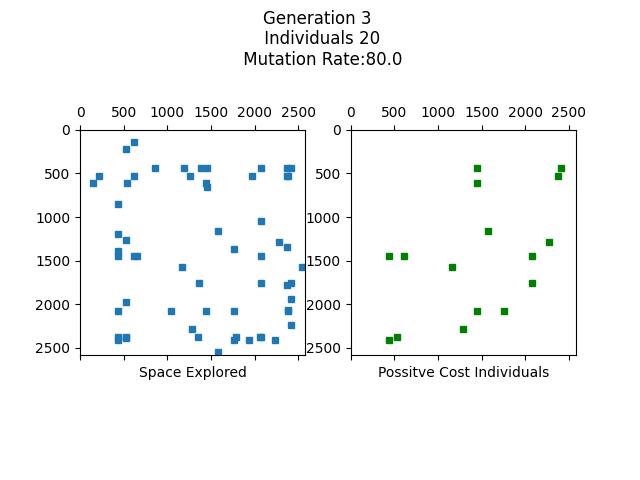 Generation 3
Individuals 20
Mutation Rate:80.0
0 500 1000 1500 2000 2500 0 500 1000 1500 2000 2500
0 0
500 500
1000 1000
1500 1500
2000 2000
2500 2500
Space Explored Possitve Cost Individuals